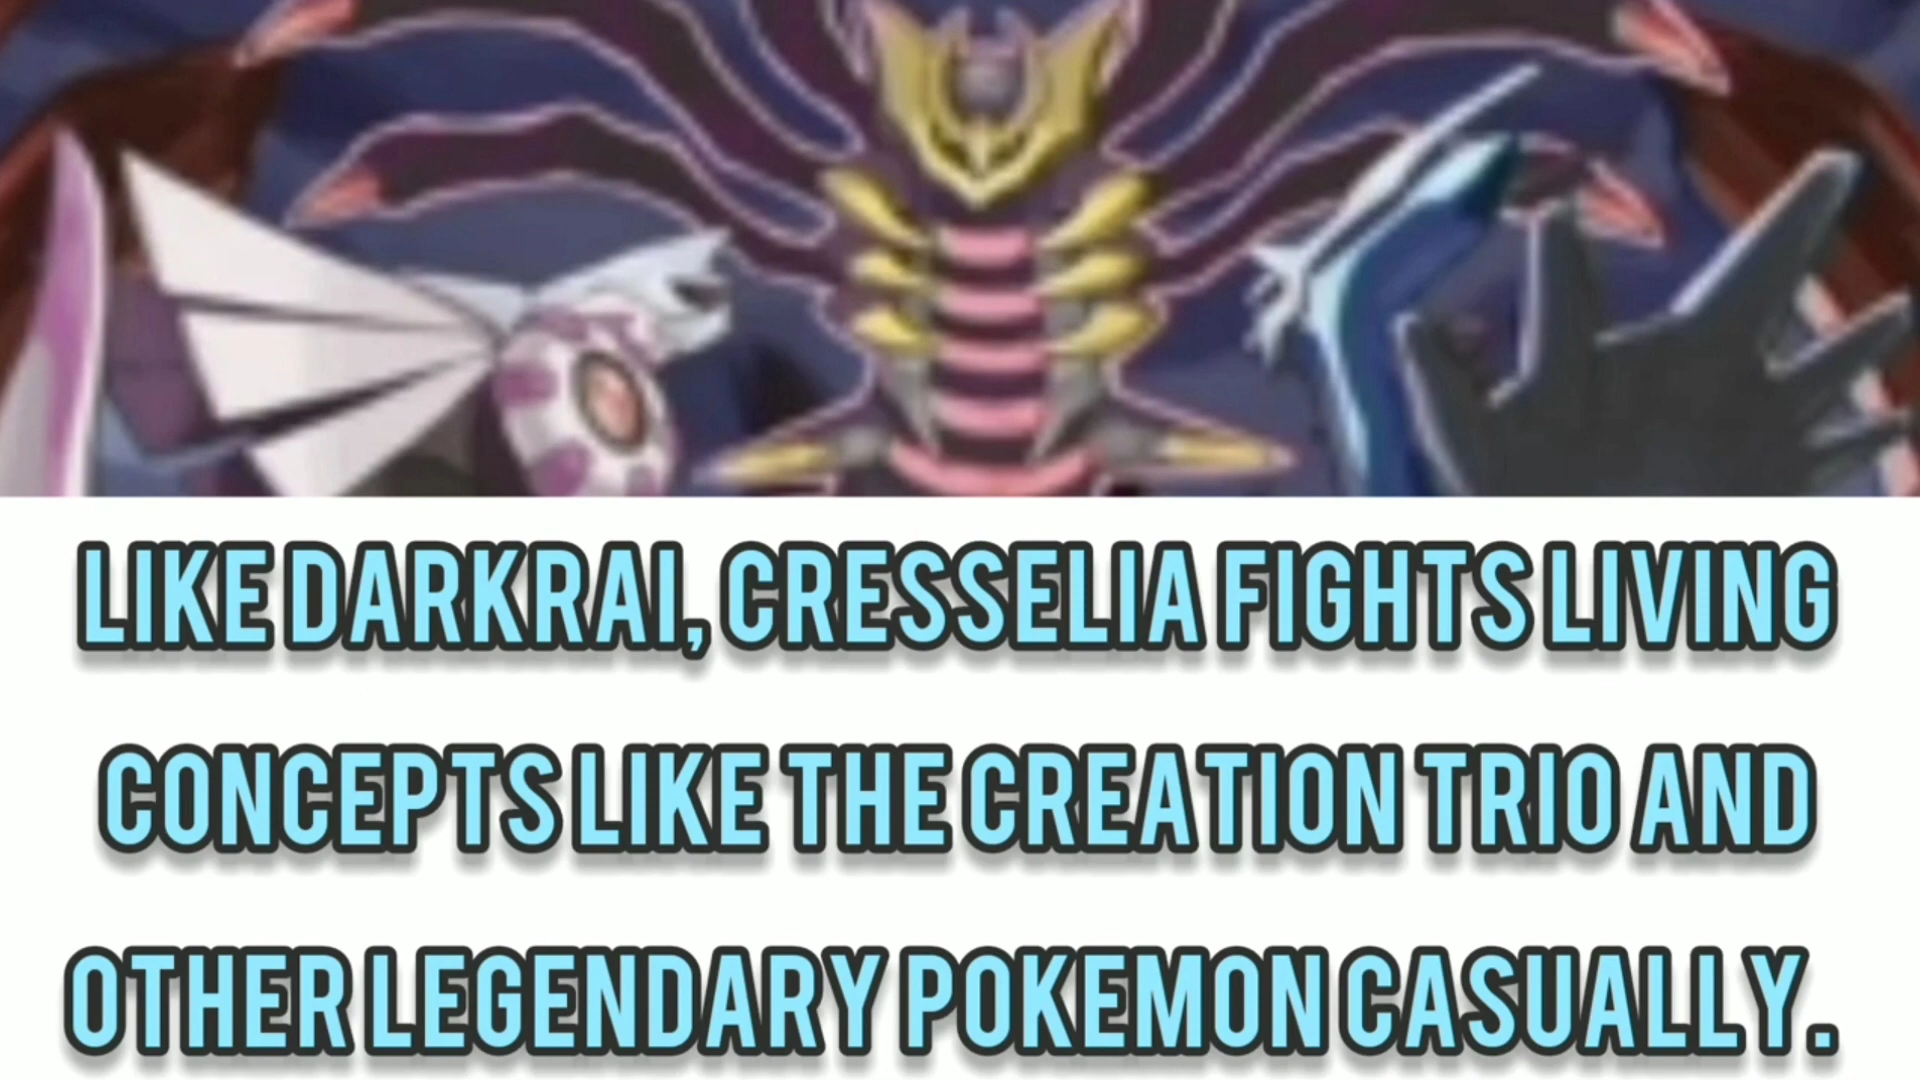 LIKE DARKRAI, CRESSELIA FIGHTS LIVING
CONCEPTS LIKE THE CREATION TRIO AND
OTHER LEGENDARY POKEMON CASUALLY.